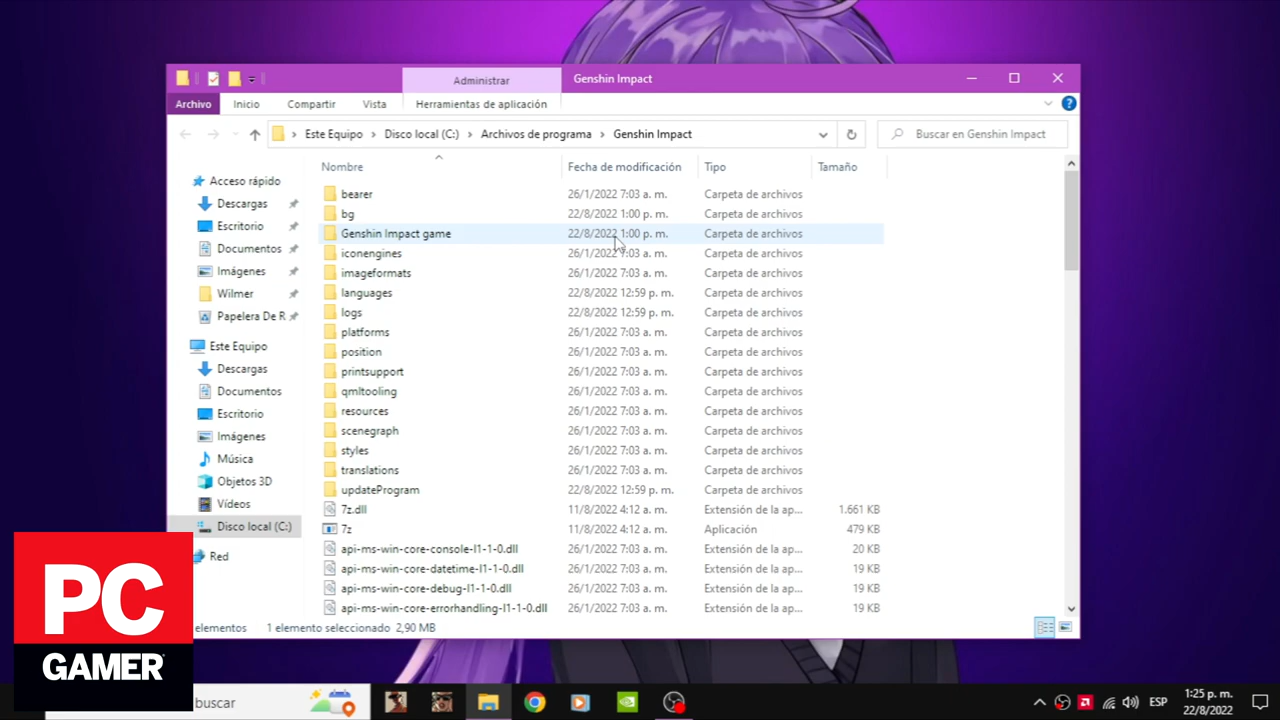 Administrar
Genshin Impact
Archivo
Inicio
Compartir
Vista
Herramientas de aplicación
Este Equipo > Disco local (C:) > Archivos de programa > Genshin Impact
Buscar en Genshin Impact
Nombre Fecha de modificación Tipo Tamaño
Acceso rápido
Descargas
Escritorio
Documentos
Imágenes
Wilmer
Papelera De R
Este Equipo
Descargas
Documentos
Escritorio
Imágenes
Música
Objetos 3D
Vídeos
Disco local (C:)
Red
bearer 26/1/2022 7:03 a. m. Carpeta de archivos
bg 22/8/2022 1:00 p. m. Carpeta de archivos
Genshin Impact game 22/8/2022 1:00 p. m. Carpeta de archivos
iconengines 26/1/2022 7:03 a. m. Carpeta de archivos
imageformats 26/1/2022 7:03 a. m. Carpeta de archivos
languages 22/8/2022 12:59 p. m. Carpeta de archivos
logs 22/8/2022 12:59 p. m. Carpeta de archivos
platforms 26/1/2022 7:03 a. m. Carpeta de archivos
position 26/1/2022 7:03 a. m. Carpeta de archivos
printsupport 26/1/2022 7:03 a. m. Carpeta de archivos
qmltooling 26/1/2022 7:03 a. m. Carpeta de archivos
resources 26/1/2022 7:03 a. m. Carpeta de archivos
scenegraph 26/1/2022 7:03 a. m. Carpeta de archivos
styles 26/1/2022 7:03 a. m. Carpeta de archivos
translations 26/1/2022 7:03 a. m. Carpeta de archivos
updateProgram 22/8/2022 12:59 p. m. Carpeta de archivos
7z.dll 11/8/2022 4:12 a. m. Extensión de la ap... 1.661 KB
7z 11/8/2022 4:12 a. m. Aplicación 479 KB
api-ms-win-core-console-l1-1-0.dll 26/1/2022 7:03 a. m. Extensión de la ap... 20 KB
api-ms-win-core-datetime-l1-1-0.dll 26/1/2022 7:03 a. m. Extensión de la ap... 19 KB
api-ms-win-core-debug-l1-1-0.dll 26/1/2022 7:03 a. m. Extensión de la ap... 19 KB
api-ms-win-core-errorhandling-l1-1-0.dll 26/1/2022 7:03 a. m. Extensión de la ap... 19 KB
elementos 1 elemento seleccionado 2,90 MB
PC
GAMER
buscar
ESP
1:25 p. m.
22/8/2022